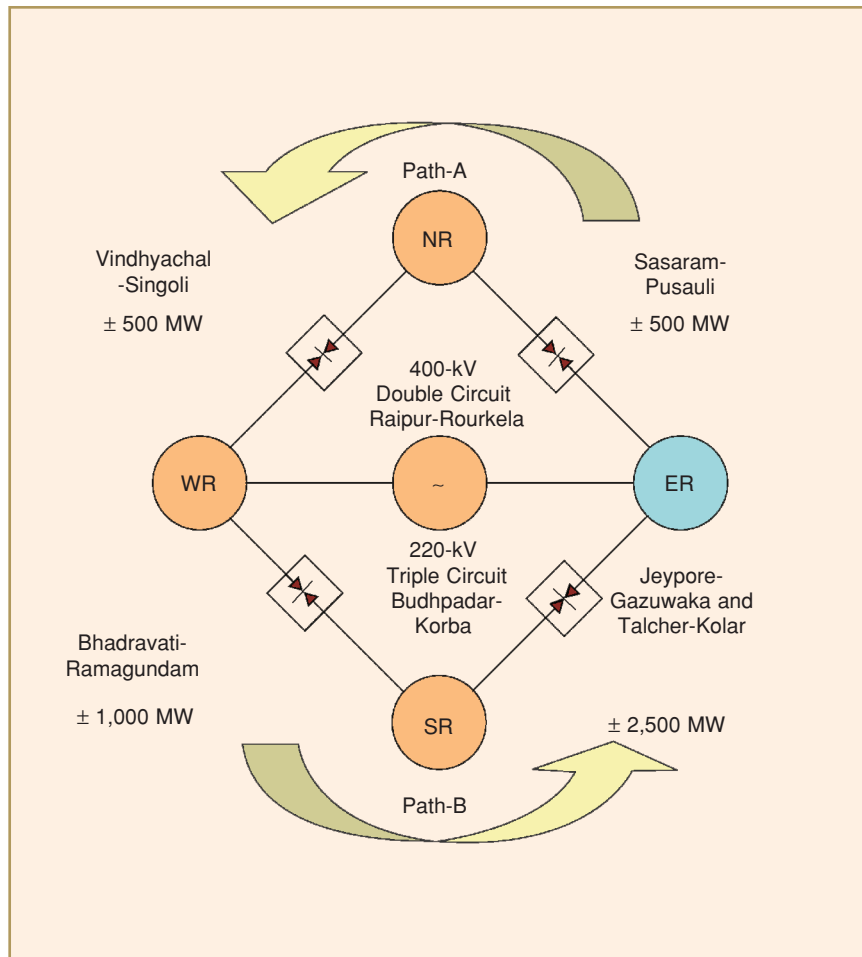 Path-A
NR
Vindhyachal
-Singoli
± 500 MW
Sasaram-
Pusauli
± 500 MW
400-kV
Double Circuit
Raipur-Rourkela
WR
~
ER
220-kV
Triple Circuit
Budhpadar-
Korba
Jeypore-
Gazuwaka and
Talcher-Kolar
Bhadravati-
Ramagundam
± 1,000 MW
SR
± 2,500 MW
Path-B